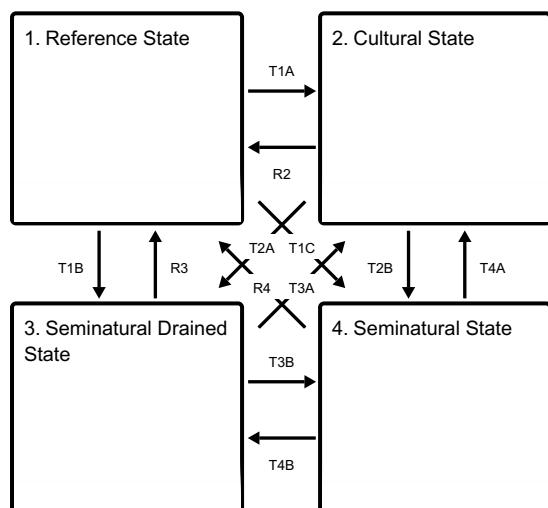 1. Reference State
2. Cultural State
T1A
R2
T2A
T1C
T1B
R3
T2B
T4A
R4
T3A
3. Seminatural Drained
State
4. Seminatural State
T3B
T4B